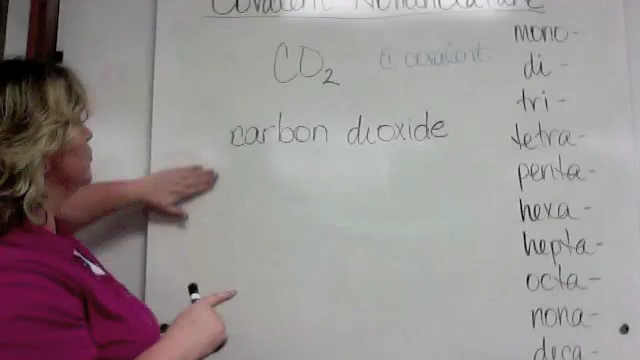 Covalent Nomenclature
CO2
covalent
carbon dioxide
mono-
di-
tri-
tetra-
penta-
hexa-
hepta-
octa-
nona-
deca-